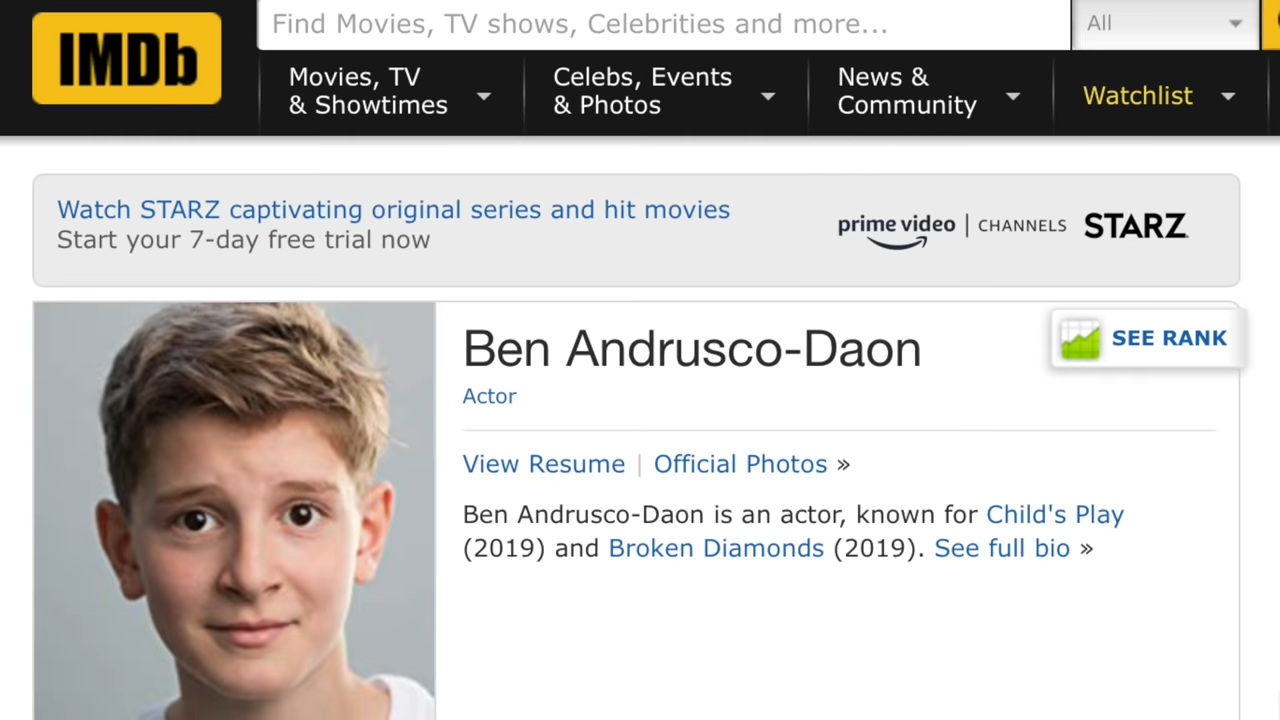 IMDb
Find Movies, TV shows, Celebrities and more...
All
Movies, TV
& Showtimes
Celebs, Events
& Photos
News &
Community
Watchlist
Watch STARZ captivating original series and hit movies
Start your 7-day free trial now
prime video | CHANNELS STARZ
Ben Andrusco-Daon
SEE RANK
Actor
View Resume | Official Photos »
Ben Andrusco-Daon is an actor, known for Child's Play
(2019) and Broken Diamonds (2019). See full bio »